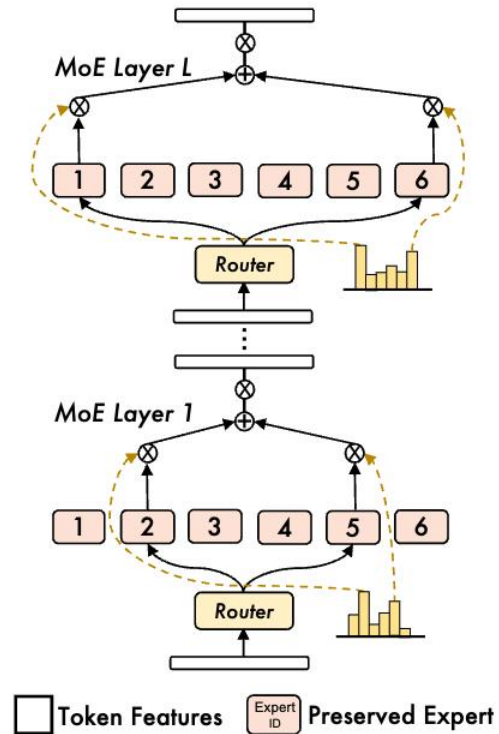 MoE Layer L
1 2 3 4 5 6
Router
MoE Layer 1
1 2 3 4 5 6
Router
Token Features
Expert
ID
Preserved Expert